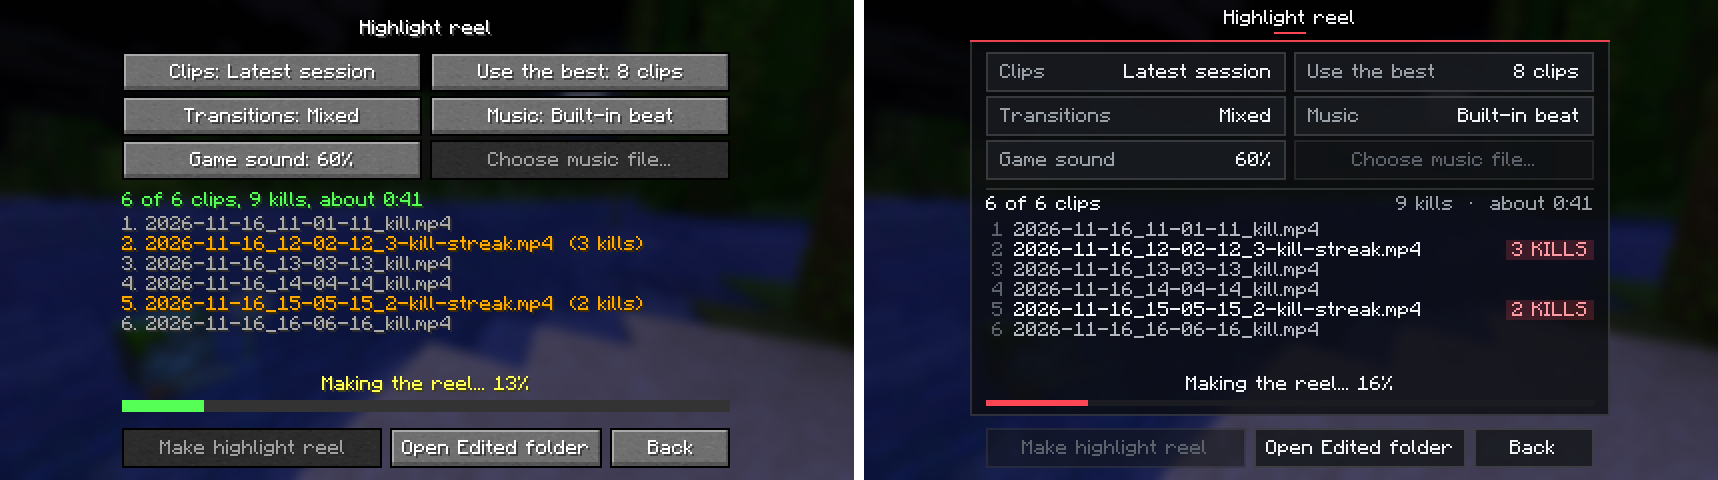 Highlight reel
Clips: Latest session
Use the best: 8 clips
Transitions: Mixed
Music: Built-in beat
Game sound: 60%
Choose music file...
6 of 6 clips, 9 kills, about 0:41
1. 2026-11-16_11-01-11_kill.mp4
2. 2026-11-16_12-02-12_3-kill-streak.mp4 (3 kills)
3. 2026-11-16_13-03-13_kill.mp4
4. 2026-11-16_14-04-14_kill.mp4
5. 2026-11-16_15-05-15_2-kill-streak.mp4 (2 kills)
6. 2026-11-16_16-06-16_kill.mp4
Making the reel... 13%
Make highlight reel
Open Edited folder
Back
Highlight reel
Clips Latest session
Use the best 8 clips
Transitions Mixed
Music Built-in beat
Game sound 60%
Choose music file...
6 of 6 clips 9 kills · about 0:41
1 2026-11-16_11-01-11_kill.mp4
2 2026-11-16_12-02-12_3-kill-streak.mp4 3 KILLS
3 2026-11-16_13-03-13_kill.mp4
4 2026-11-16_14-04-14_kill.mp4
5 2026-11-16_15-05-15_2-kill-streak.mp4 2 KILLS
6 2026-11-16_16-06-16_kill.mp4
Making the reel... 16%
Make highlight reel
Open Edited folder
Back